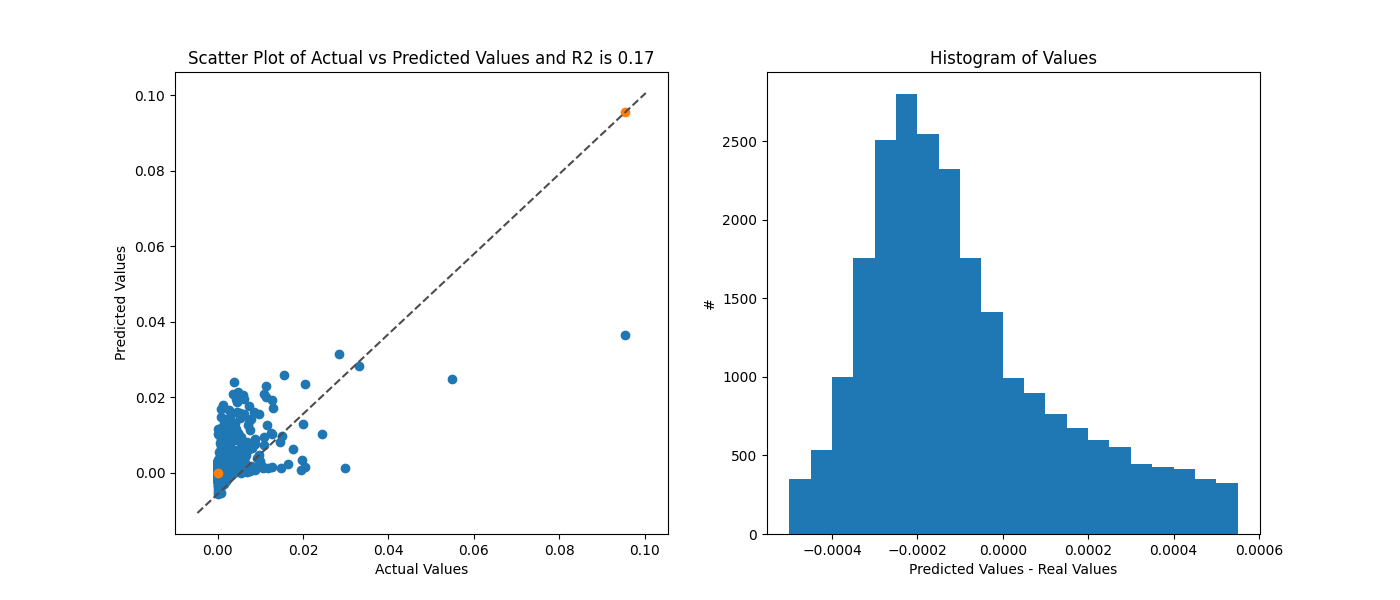 Scatter Plot of Actual vs Predicted Values and R2 is 0.17
0.10
0.08
0.06
0.04
0.02
0.00
Predicted Values
0.00 0.02 0.04 0.06 0.08 0.10
Actual Values
Histogram of Values
2500
2000
1500
1000
500
0
#
−0.0004 −0.0002 0.0000 0.0002 0.0004 0.0006
Predicted Values - Real Values